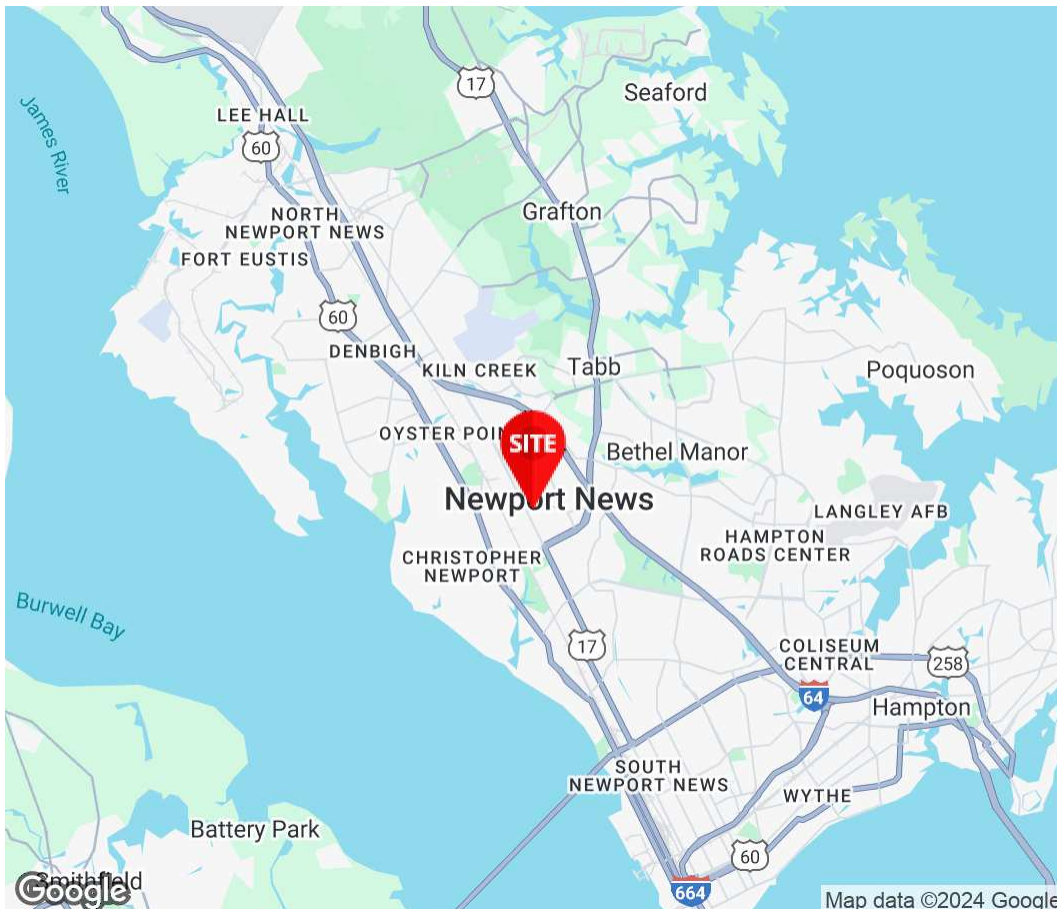 17
Seaford
James River
LEE HALL
60
Grafton
NORTH
NEWPORT NEWS
FORT EUSTIS
60
DENBIGH
KILN CREEK
Tabb
Poquoson
OYSTER POIN
SITE
Bethel Manor
Newport News
LANGLEY AFB
HAMPTON
ROADS CENTER
CHRISTOPHER
NEWPORT
Burwell Bay
17
COLISEUM
CENTRAL
258
64
Hampton
SOUTH
NEWPORT NEWS
WYTHE
Battery Park
60
Smithfield
Google
664
Map data ©2024 Google